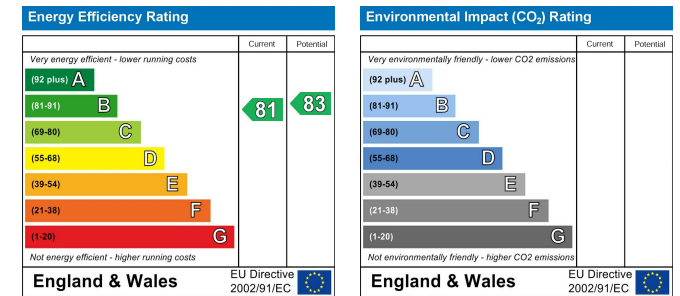 Energy Efficiency Rating
Current Potential
Very energy efficient - lower running costs
(92 plus) A
(81-91) B
81 83
(69-80) C
(55-68) D
(39-54) E
(21-38) F
(1-20) G
Not energy efficient - higher running costs
England & Wales
EU Directive
2002/91/EC
Environmental Impact (CO₂) Rating
Current Potential
Very environmentally friendly - lower CO2 emissions
(92 plus) A
(81-91) B
(69-80) C
(55-68) D
(39-54) E
(21-38) F
(1-20) G
Not environmentally friendly - higher CO2 emissions
England & Wales
EU Directive
2002/91/EC